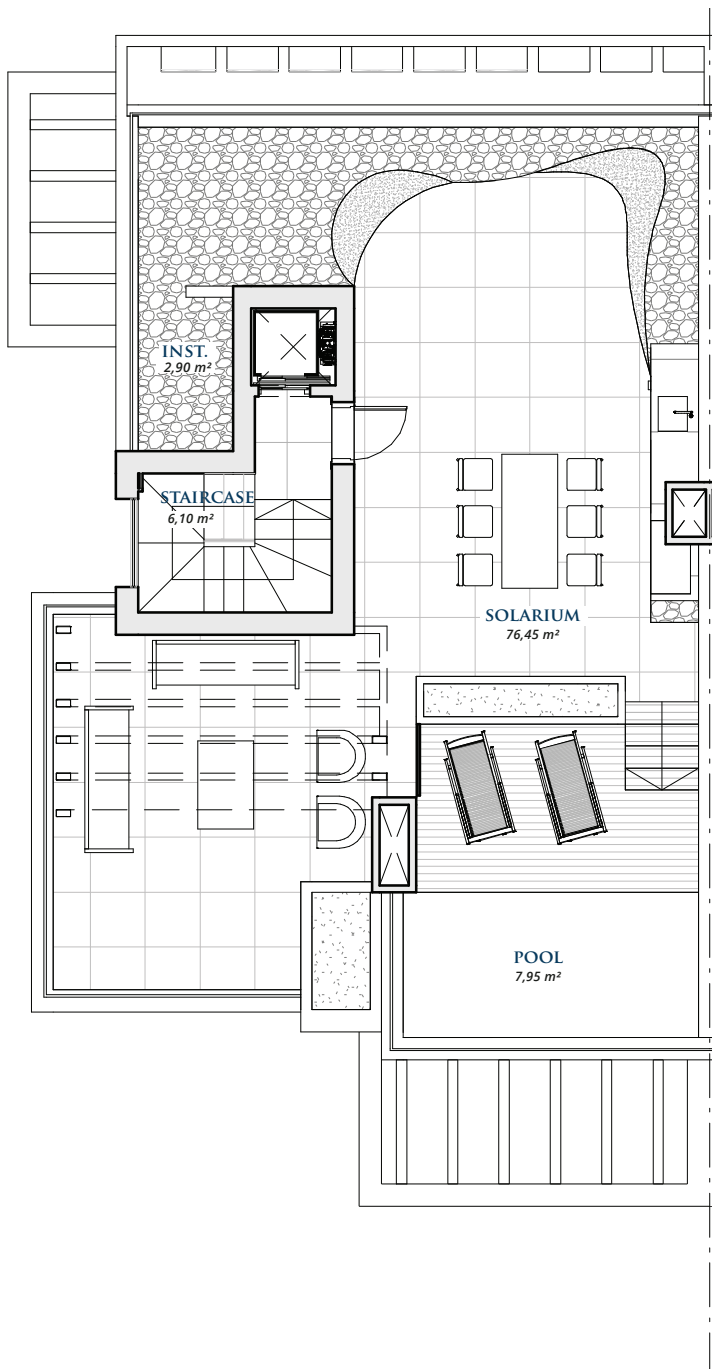 INST.
2,90 m²
STAIRCASE
6,10 m²
SOLARIUM
76,45 m²
POOL
7,95 m²